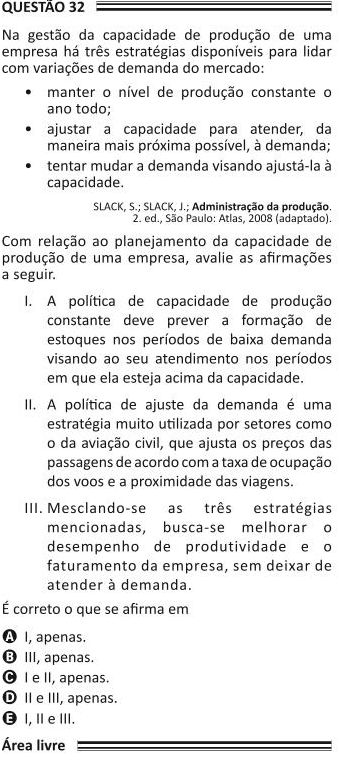 QUESTÃO 32
Na gestão da capacidade de produção de uma
empresa há três estratégias disponíveis para lidar
com variações de demanda do mercado:
• manter o nível de produção constante o
ano todo;
• ajustar a capacidade para atender, da
maneira mais próxima possível, à demanda;
• tentar mudar a demanda visando ajustá-la à
capacidade.
SLACK, S.; SLACK, J.; Administração da produção.
2. ed., São Paulo: Atlas, 2008 (adaptado).
Com relação ao planejamento da capacidade de
produção de uma empresa, avalie as afirmações
a seguir.
I. A política de capacidade de produção
constante deve prever a formação de
estoques nos períodos de baixa demanda
visando ao seu atendimento nos períodos
em que ela esteja acima da capacidade.
II. A política de ajuste da demanda é uma
estratégia muito utilizada por setores como
o da aviação civil, que ajusta os preços das
passagens de acordo com a taxa de ocupação
dos voos e a proximidade das viagens.
III. Mesclando-se as três estratégias
mencionadas, busca-se melhorar o
desempenho de produtividade e o
faturamento da empresa, sem deixar de
atender à demanda.
É correto o que se afirma em
A I, apenas.
B III, apenas.
C I e II, apenas.
D II e III, apenas.
E I, II e III.
Área livre